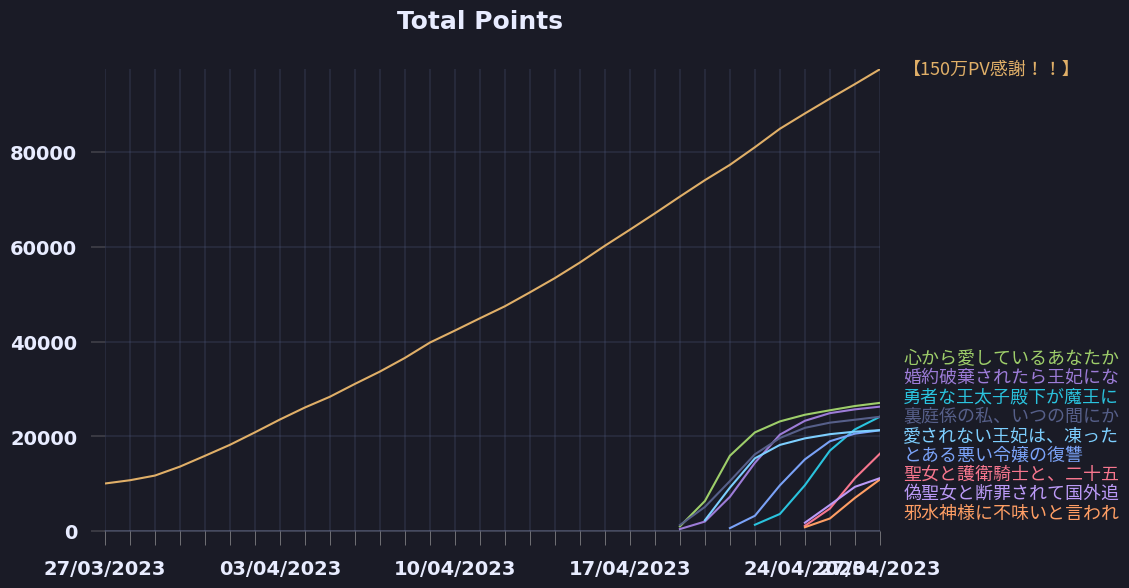 Total Points
【150万PV感謝！！】
80000
60000
40000
20000
0
心から愛しているあなたか
婚約破棄されたら王妃にな
勇者な王太子殿下が魔王に
裏庭係の私、いつの間にか
愛されない王妃は、凍った
とある悪い令嬢の復讐
聖女と護衛騎士と、二十五
偽聖女と断罪されて国外追
邪水神様に不味いと言われ
27/03/2023 03/04/2023 10/04/2023 17/04/2023 24/04/2023 27/04/2023